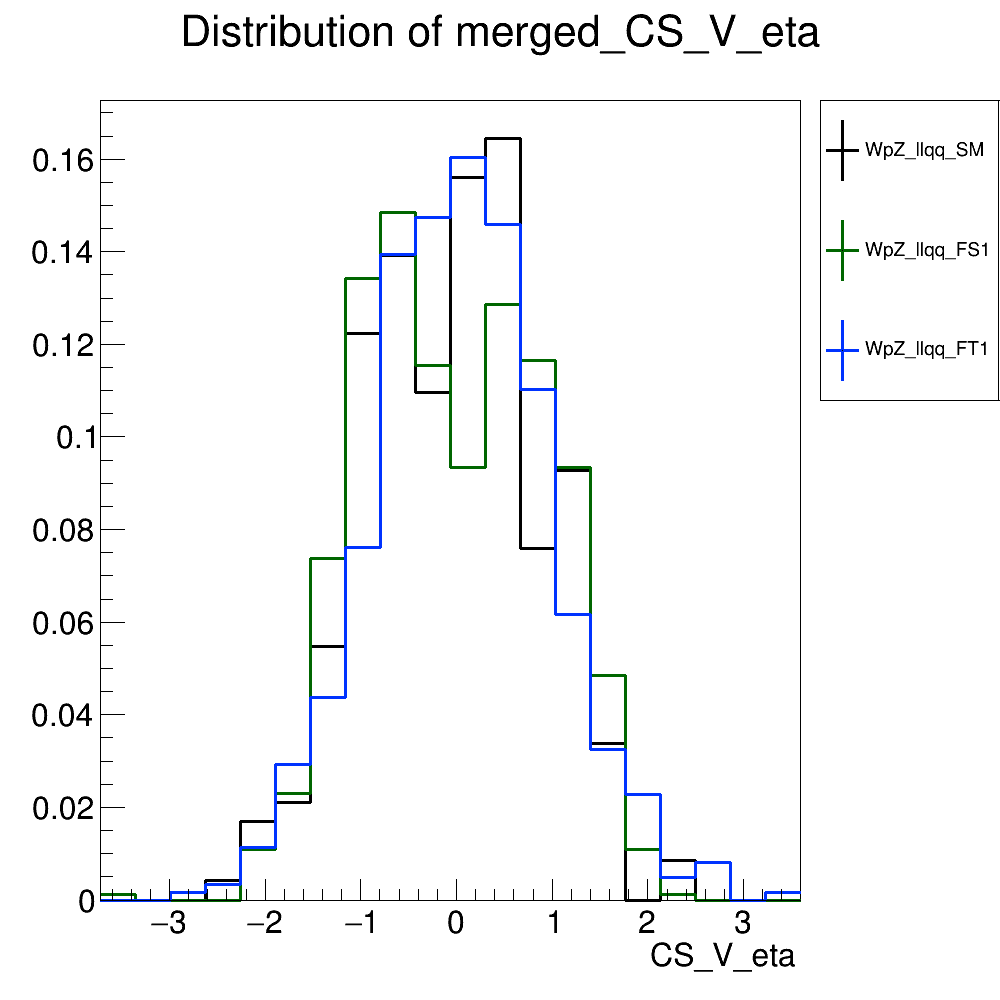 Distribution of merged_CS_V_eta
WpZ_llqq_SM
WpZ_llqq_FS1
WpZ_llqq_FT1
0.16
0.14
0.12
0.1
0.08
0.06
0.04
0.02
0
−3 −2 −1 0 1 2 3
CS_V_eta